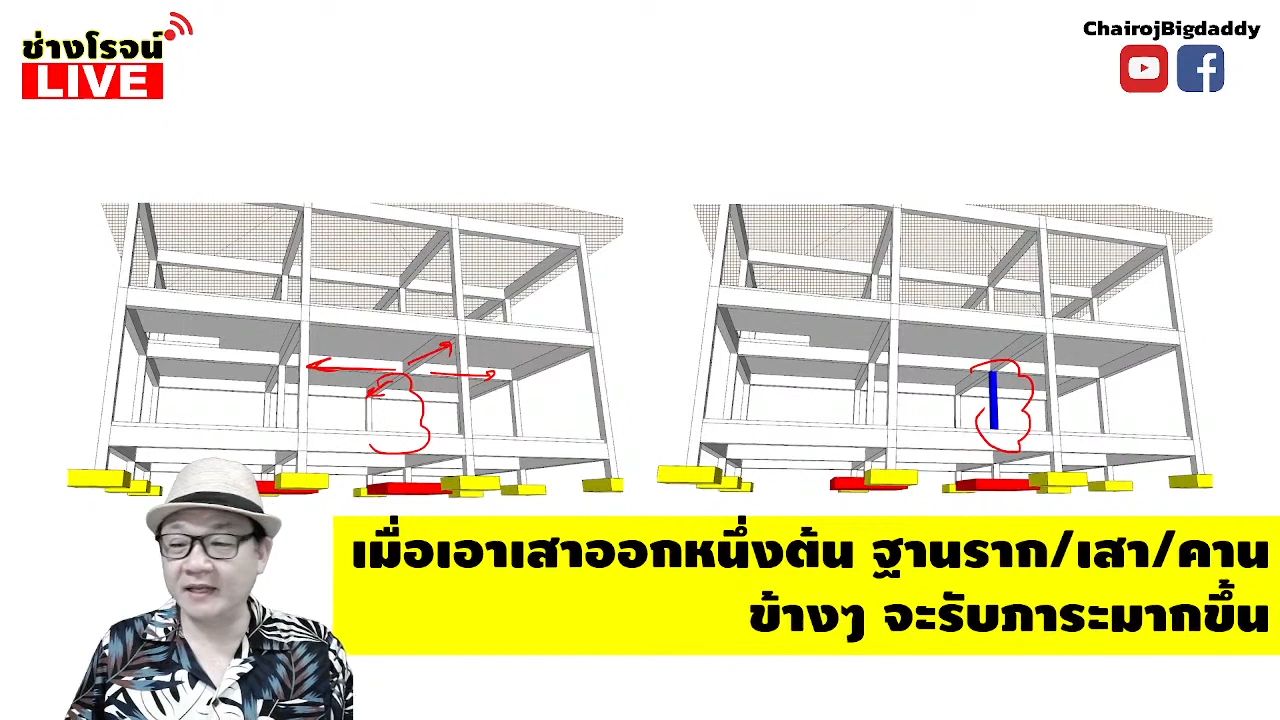 ช่างโรจน์
LIVE
ChairojBigdaddy
เมื่อเอาเสาออกหนึ่งต้น ฐานราก/เสา/คาน
ข้างๆ จะรับภาระมากขึ้น